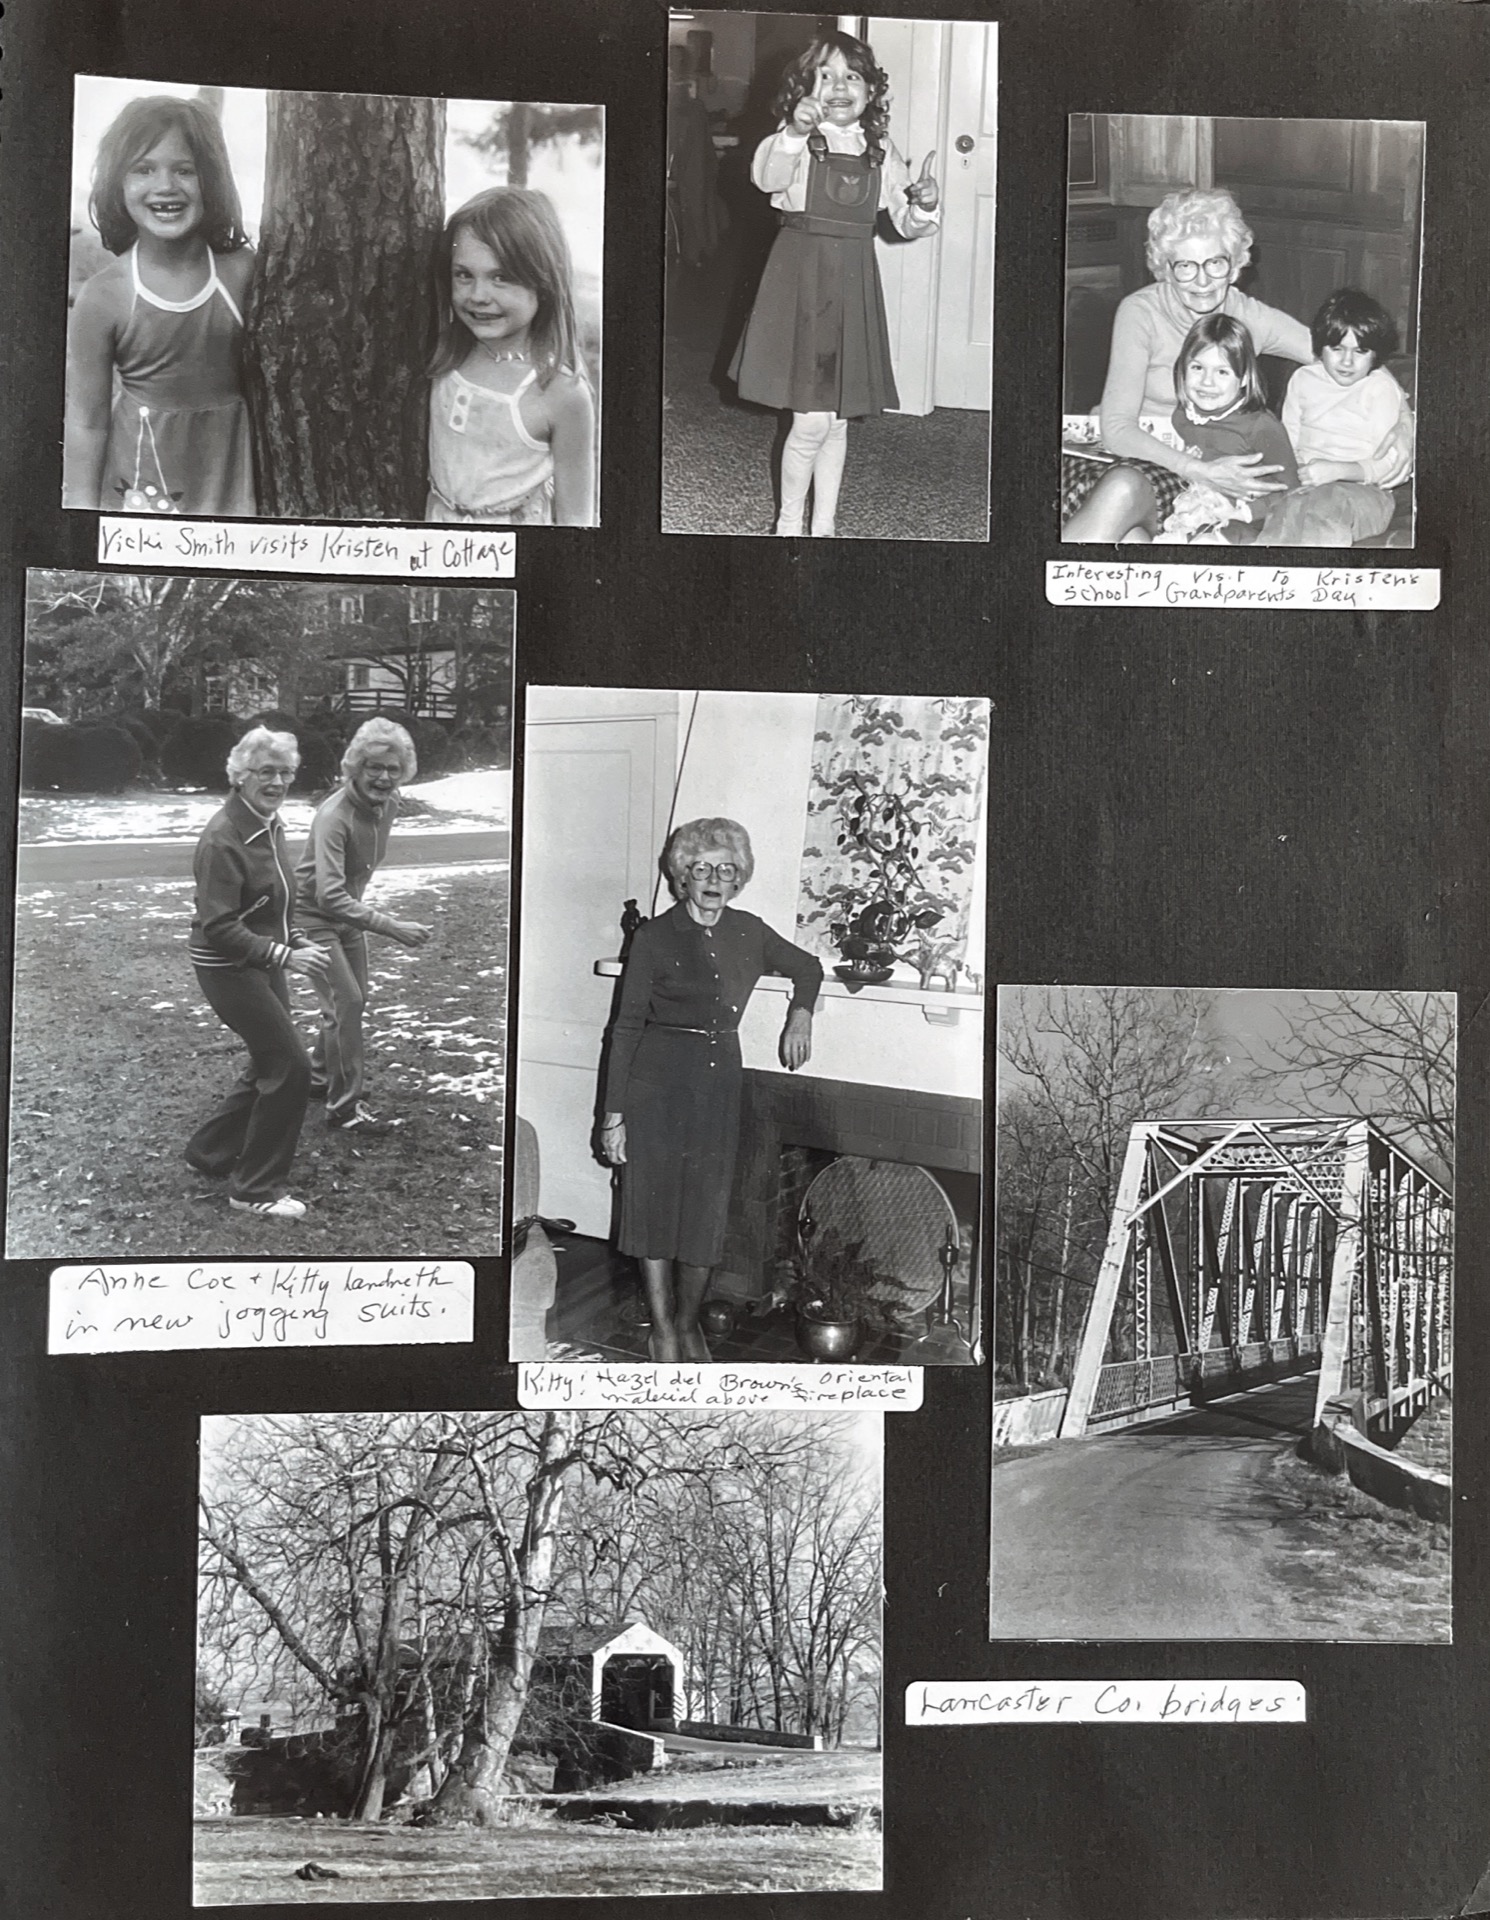 Vicki Smith visits Kristen at Cottage
Interesting visit to Kristen's
School - Grandparents Day.
Anne Coe + Kitty Landreth
in new jogging suits.
Kitty! Hazel del Brown's Oriental
material above fireplace
Lancaster Co. bridges.